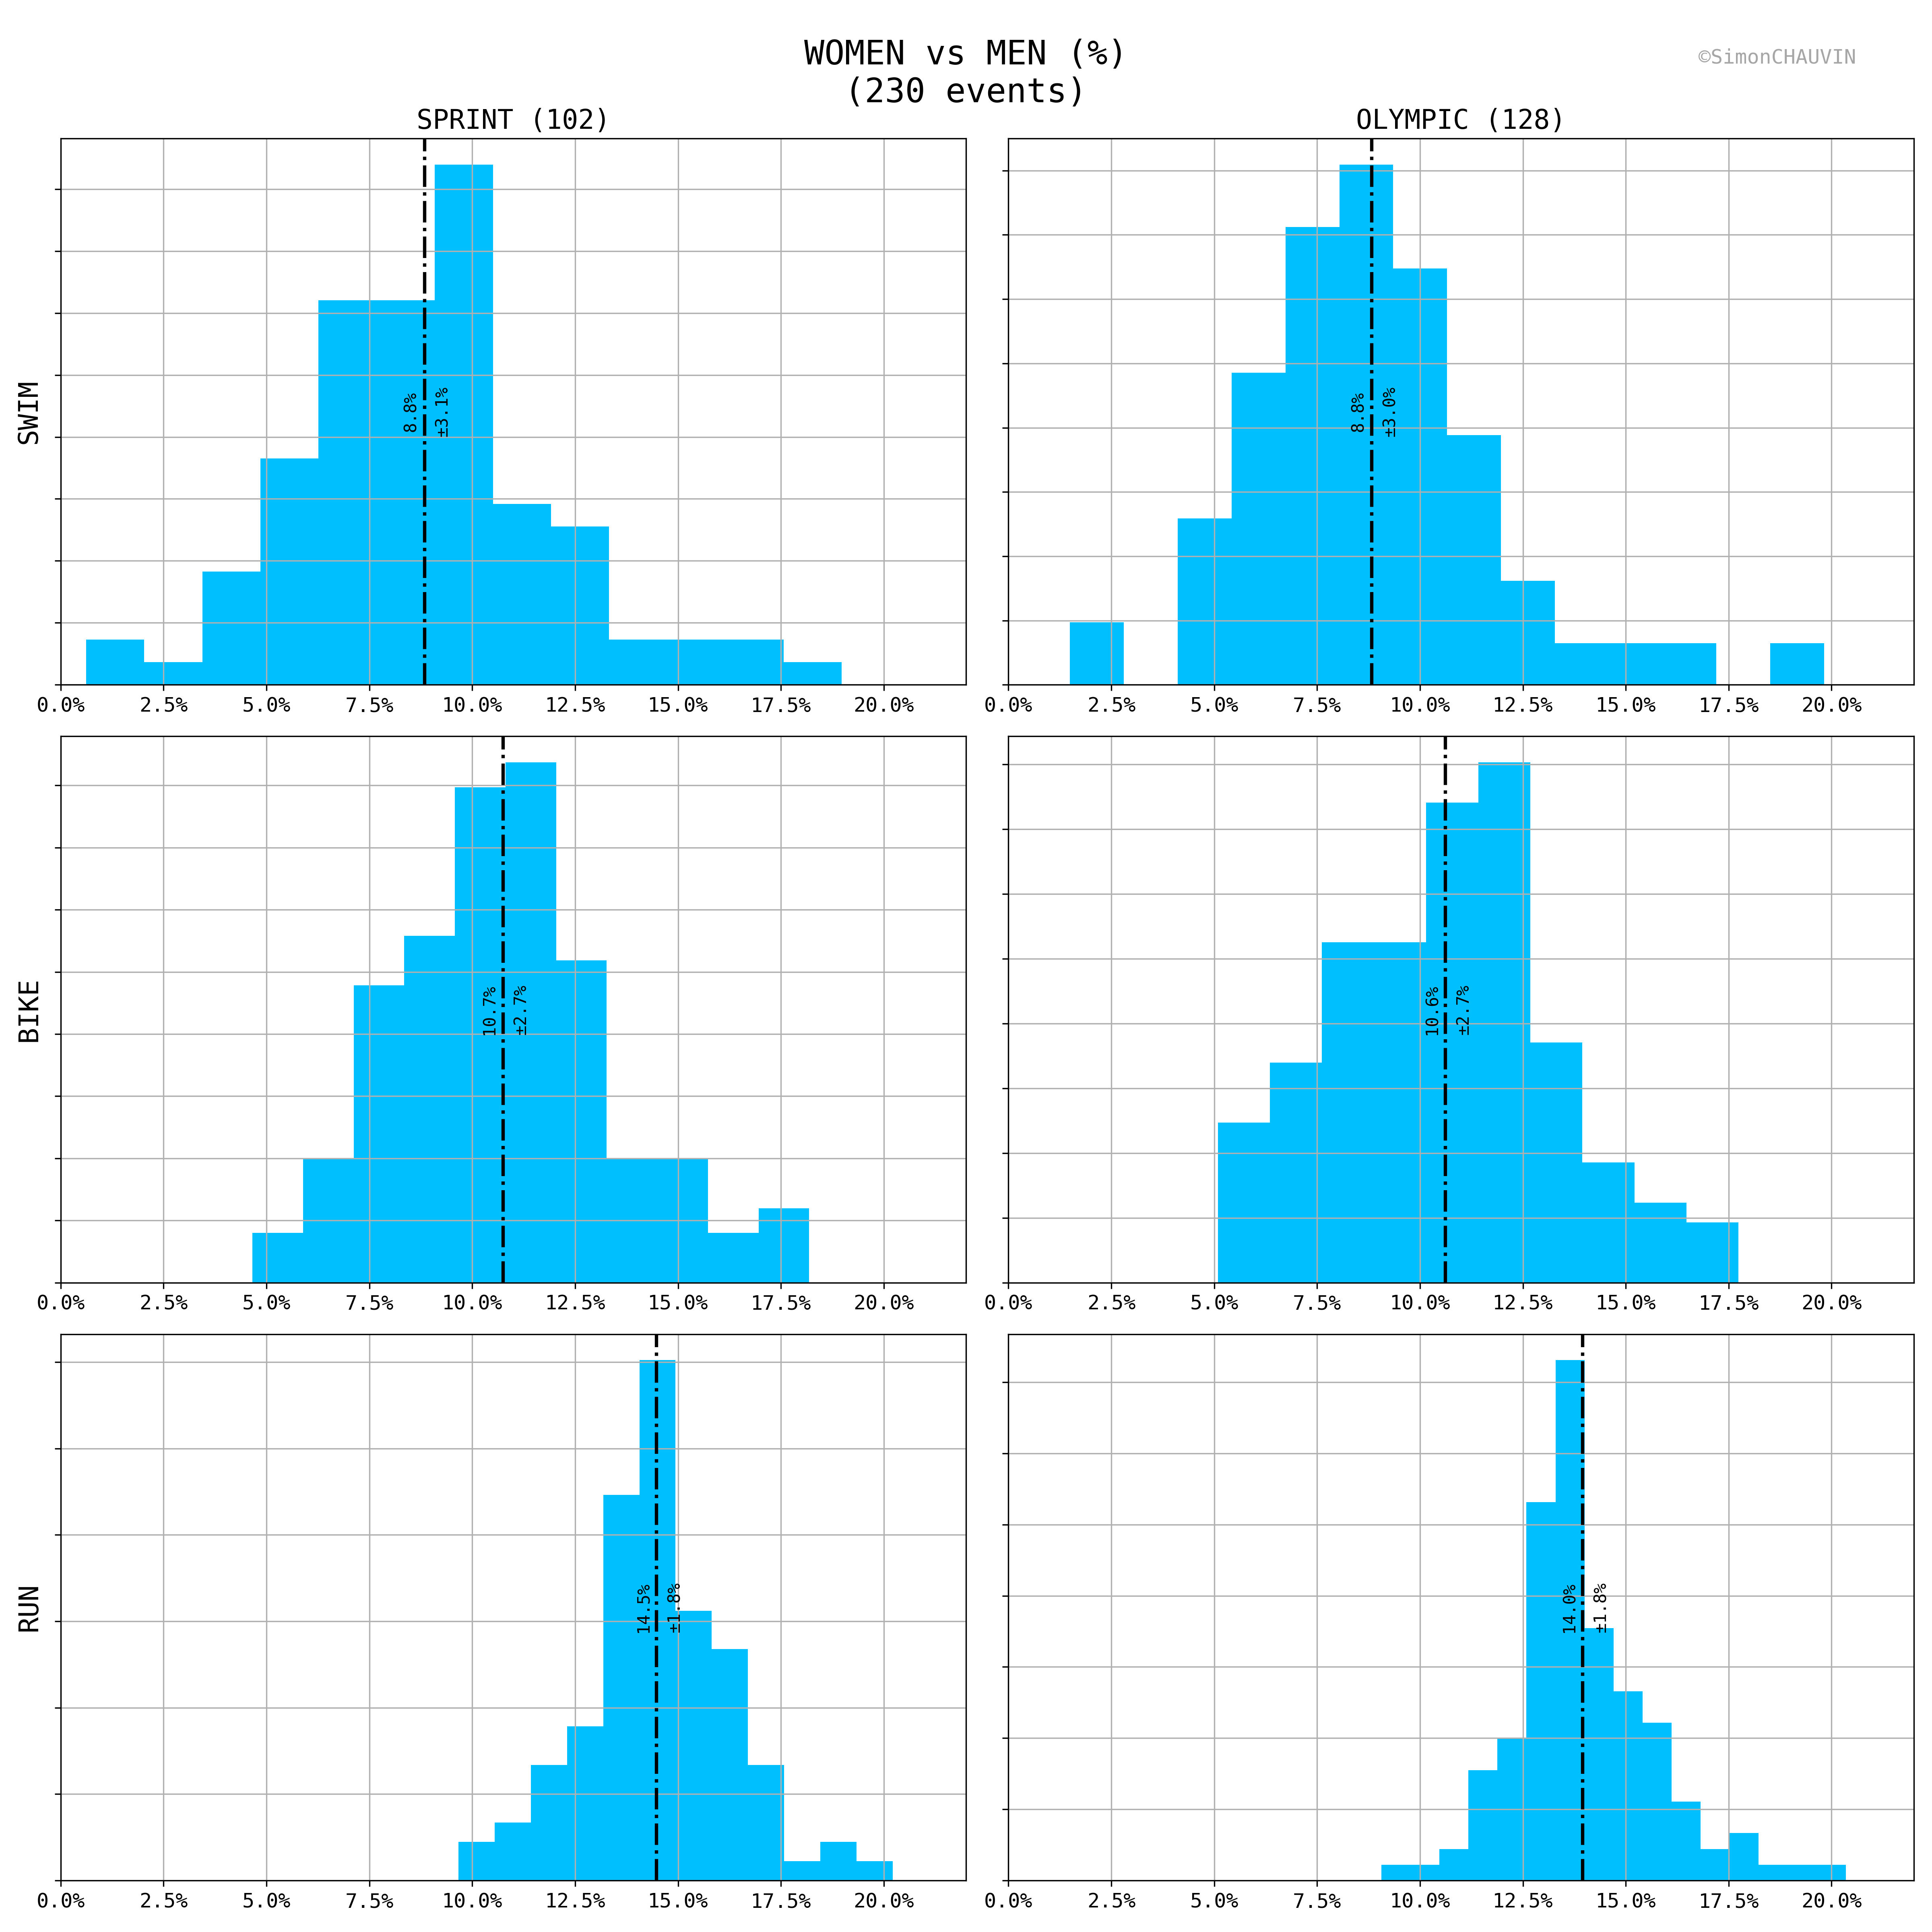 WOMEN vs MEN (%)
(230 events)
©SimonCHAUVIN
SPRINT (102)
OLYMPIC (128)
SWIM
8.8%
±3.1%
0.0% 2.5% 5.0% 7.5% 10.0% 12.5% 15.0% 17.5% 20.0%
8.8%
±3.0%
0.0% 2.5% 5.0% 7.5% 10.0% 12.5% 15.0% 17.5% 20.0%
BIKE
10.7%
±2.7%
0.0% 2.5% 5.0% 7.5% 10.0% 12.5% 15.0% 17.5% 20.0%
10.6%
±2.7%
0.0% 2.5% 5.0% 7.5% 10.0% 12.5% 15.0% 17.5% 20.0%
RUN
14.5%
±1.8%
0.0% 2.5% 5.0% 7.5% 10.0% 12.5% 15.0% 17.5% 20.0%
14.0%
±1.8%
0.0% 2.5% 5.0% 7.5% 10.0% 12.5% 15.0% 17.5% 20.0%